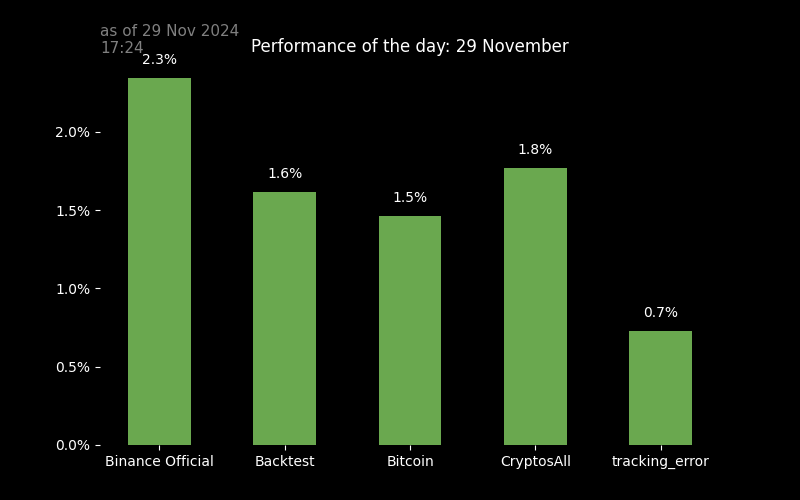 as of 29 Nov 2024
17:24
Performance of the day: 29 November
2.3%
1.6%
1.5%
1.8%
0.7%
2.0%
1.5%
1.0%
0.5%
0.0%
Binance Official
Backtest
Bitcoin
CryptosAll
tracking_error